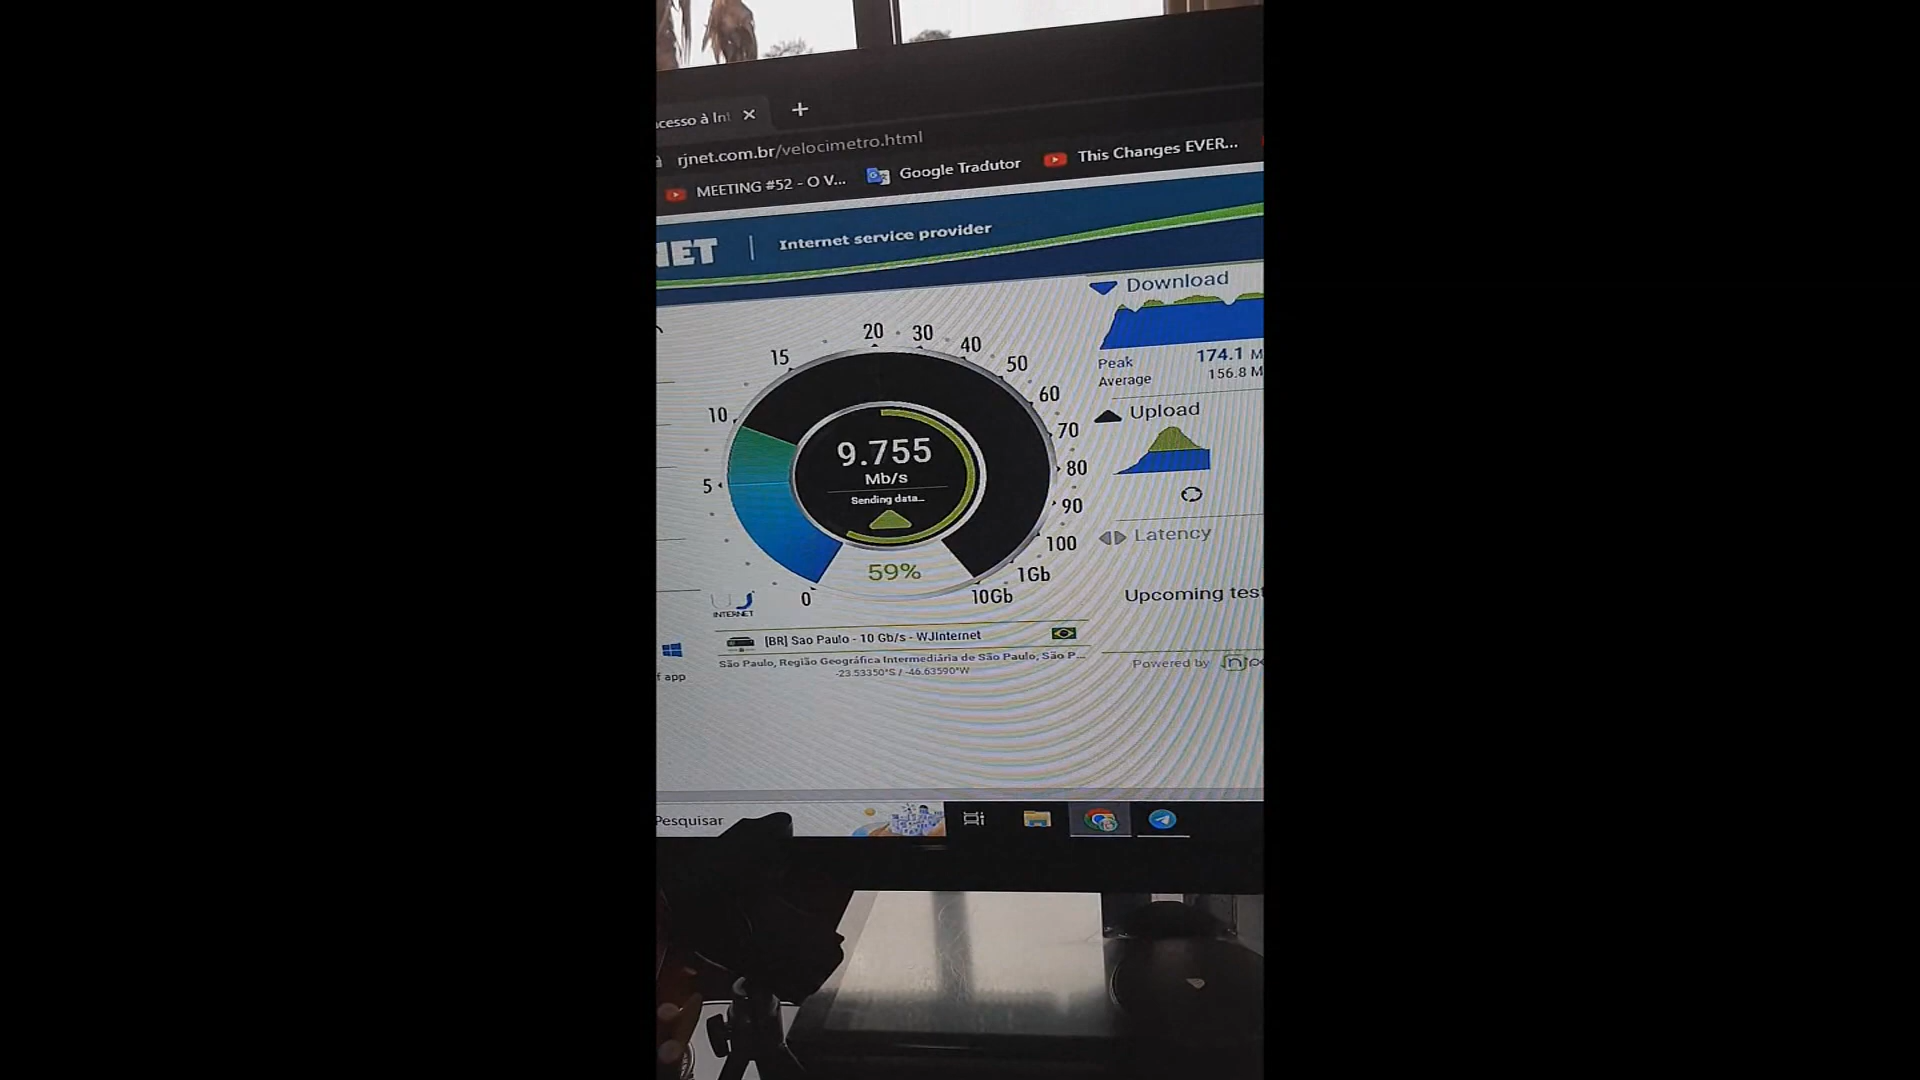 cesso à Int
rjnet.com.br/velocimetro.html
MEETING #52 - O V...
Google Tradutor
This Changes EVER...
NET
Internet service provider
Download
Peak 174.1 M
Average 156.8 M
Upload
Latency
Upcoming test
Powered by
0
5
10
15
20
30
40
50
60
70
80
90
100
1Gb
10Gb
9.755
Mb/s
Sending data...
59%
INTERNET
[BR] Sao Paulo - 10 Gb/s - WJInternet
São Paulo, Região Geográfica Intermediária de São Paulo, São P...
-23.53350°S / -46.63590°W
f app
Pesquisar